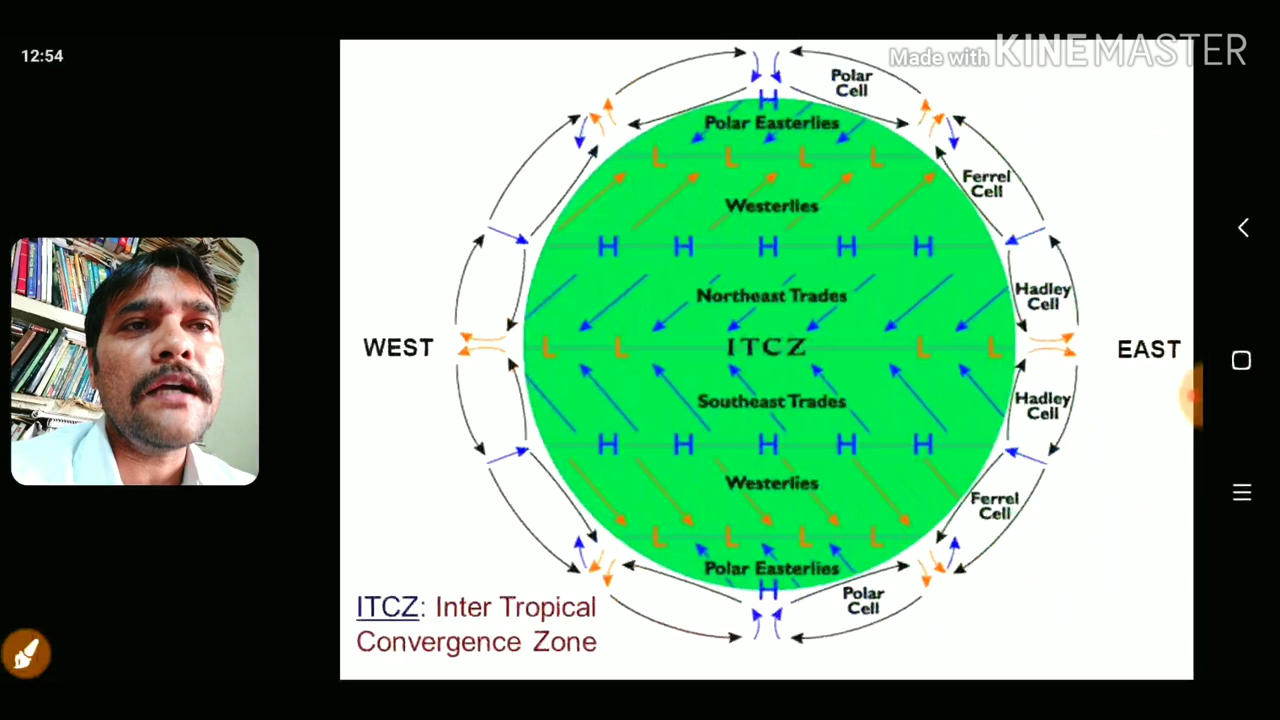 12:54
Made with KINEMASTER
Polar
Cell
H
Polar Easterlies
L L L L
Ferrel
Cell
Westerlies
H H H H H
Northeast Trades
Hadley
Cell
WEST
L L ITCZ L L
EAST
Southeast Trades
Hadley
Cell
H H H H H
Westerlies
Ferrel
Cell
L L L L
Polar Easterlies
H
Polar
Cell
ITCZ: Inter Tropical
Convergence Zone